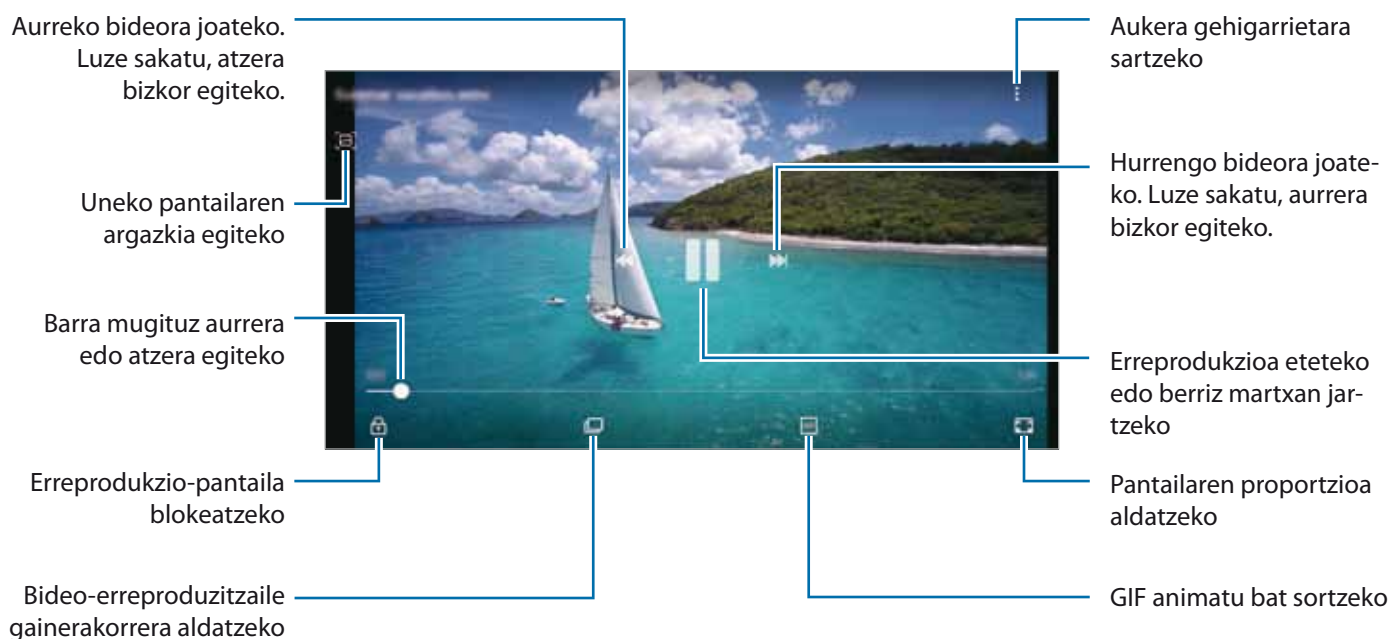 Aurreko bideora joateko.
Luze sakatu, atzera
bizkor egiteko.
Uneko pantailaren
argazkia egiteko
Barra mugituz aurrera
edo atzera egiteko
Erreprodukzio-pantaila
blokeatzeko
Bideo-erreproduzitzaile
gainerakorrera aldatzeko
Aukera gehigarrietara
sartzeko
Hurrengo bideora joate-
ko. Luze sakatu, aurrera
bizkor egiteko.
Erreprodukzioa eteteko
edo berriz martxan jar-
tzeko
Pantailaren proportzioa
aldatzeko
GIF animatu bat sortzeko